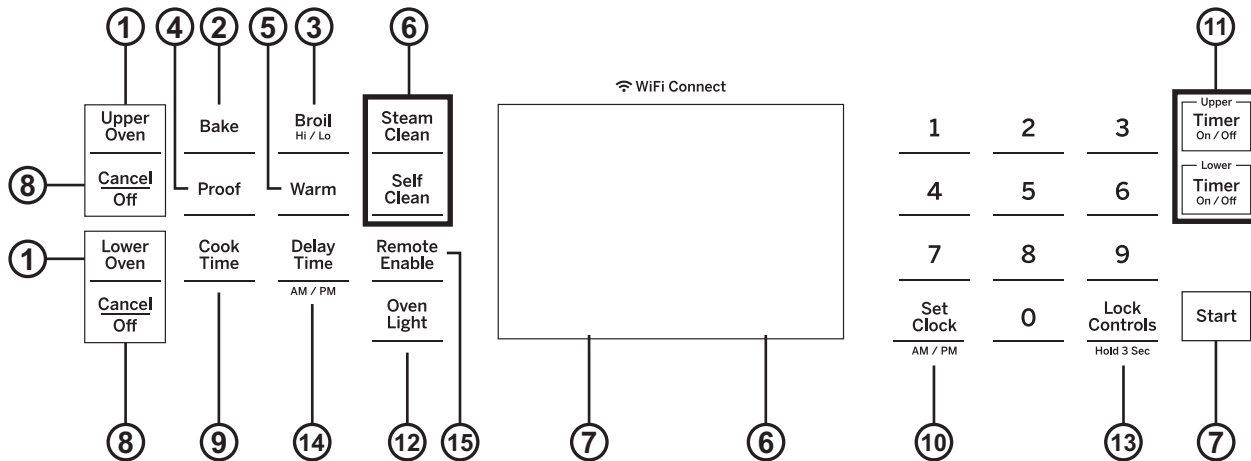 1
4
2
5
3
6
11
WiFi Connect
Upper
Oven
Bake
Broil
Hi / Lo
Steam
Clean
1
2
3
Upper
Timer
On / Off
8
Cancel
Off
Proof
Warm
Self
Clean
4
5
6
Lower
Timer
On / Off
1
Lower
Oven
Cook
Time
Delay
Time
AM / PM
Remote
Enable
7
8
9
Cancel
Off
Oven
Light
Set
Clock
AM / PM
0
Lock
Controls
Hold 3 Sec
Start
8
9
14
12
15
7
6
10
13
7